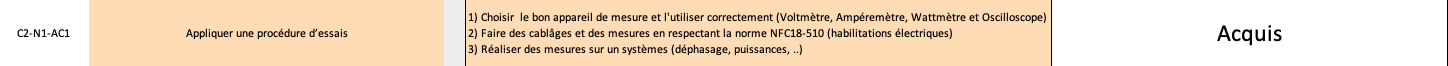 C2-N1-AC1
Appliquer une procédure d'essais
1) Choisir le bon appareil de mesure et l'utiliser correctement (Voltmètre, Ampéremètre, Wattmètre et Oscilloscope)
2) Faire des cablâges et des mesures en respectant la norme NFC18-510 (habilitations électriques)
3) Réaliser des mesures sur un systèmes (déphasage, puissances, ..)
Acquis